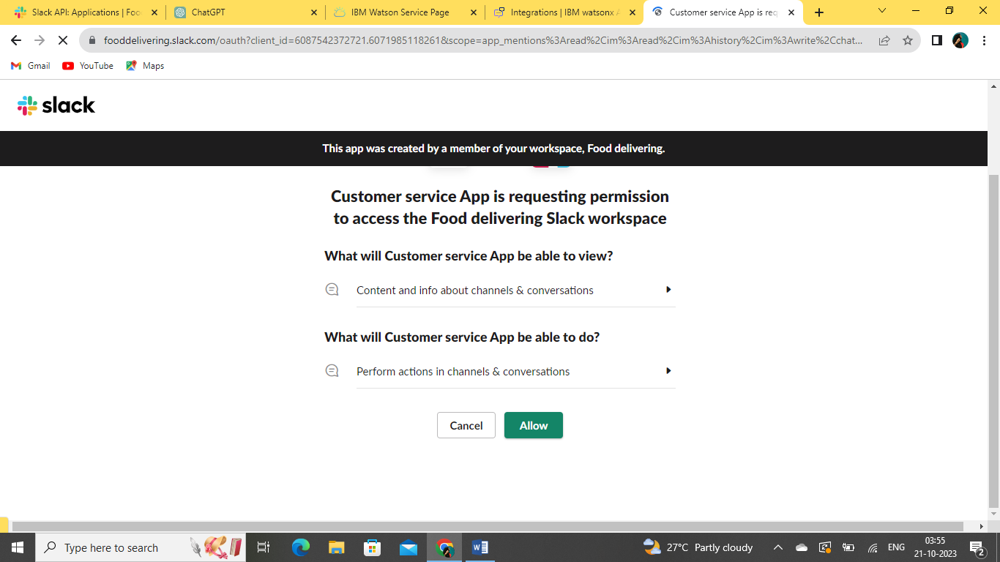 Slack API: Applications | Foo
ChatGPT
IBM Watson Service Page
Integrations | IBM watsonx A
Customer service App is req
fooddelivering.slack.com/oauth?client_id=6087542372721.6071985118261&scope=app_mentions%3Aread%2Cim%3Aread%2Cim%3Ahistory%2Cim%3Awrite%2Cchat...
Gmail
YouTube
Maps
slack
This app was created by a member of your workspace, Food delivering.
Customer service App is requesting permission
to access the Food delivering Slack workspace
What will Customer service App be able to view?
Content and info about channels & conversations
What will Customer service App be able to do?
Perform actions in channels & conversations
Cancel
Allow
Type here to search
27°C Partly cloudy
ENG
03:55
21-10-2023
2